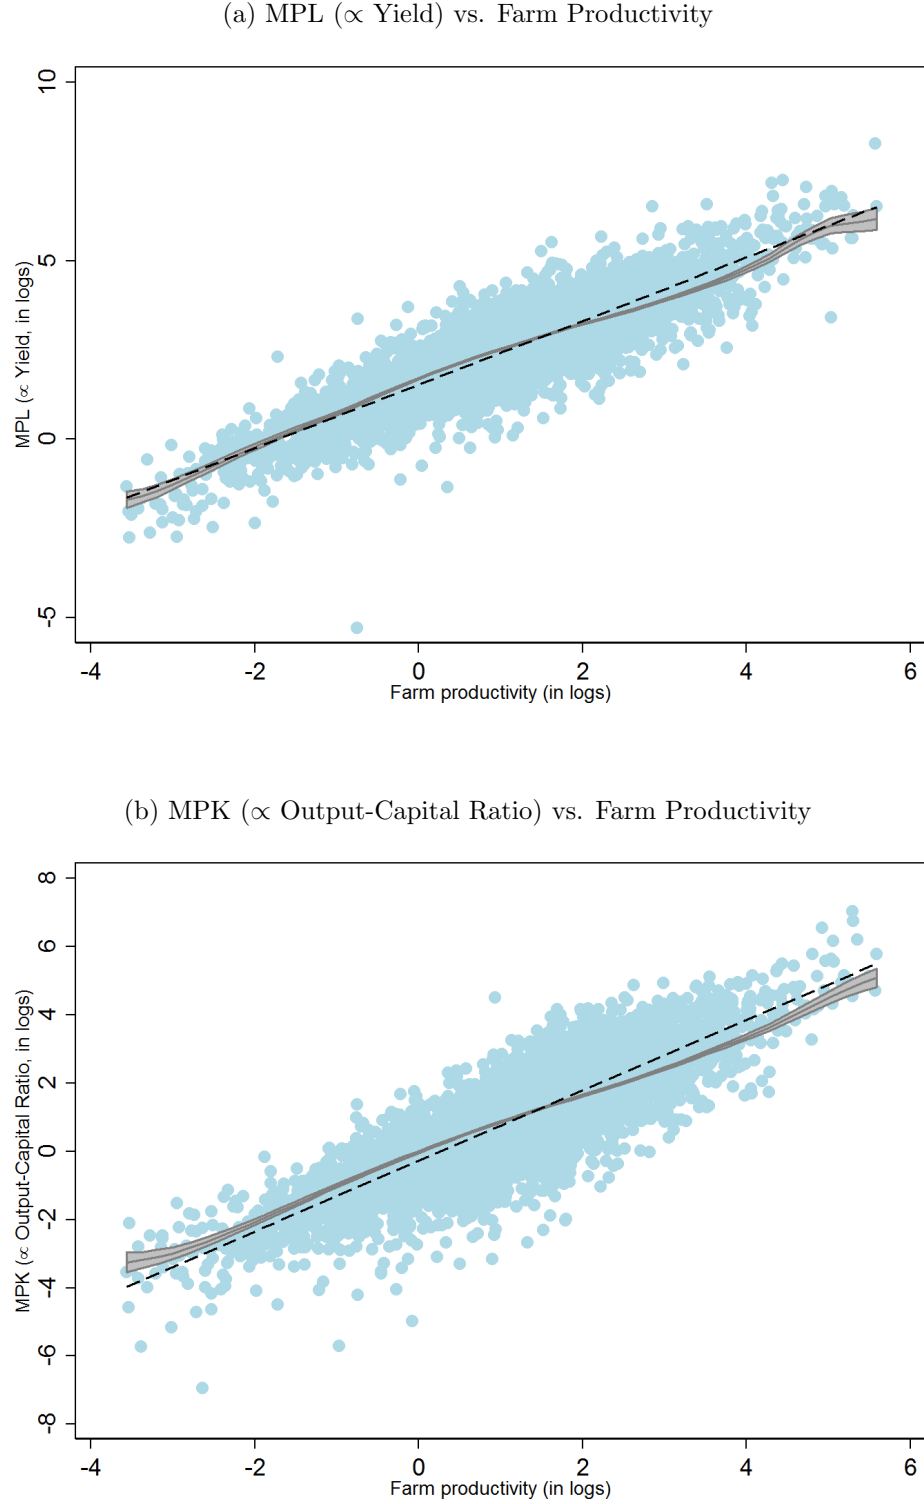 (a) MPL (∝ Yield) vs. Farm Productivity
10
5
0
-5
MPL (∝ Yield, in logs)
-4 -2 0 2 4 6
Farm productivity (in logs)
(b) MPK (∝ Output-Capital Ratio) vs. Farm Productivity
8
6
4
2
0
-2
-4
-6
-8
MPK (∝ Output-Capital Ratio, in logs)
-4 -2 0 2 4 6
Farm productivity (in logs)